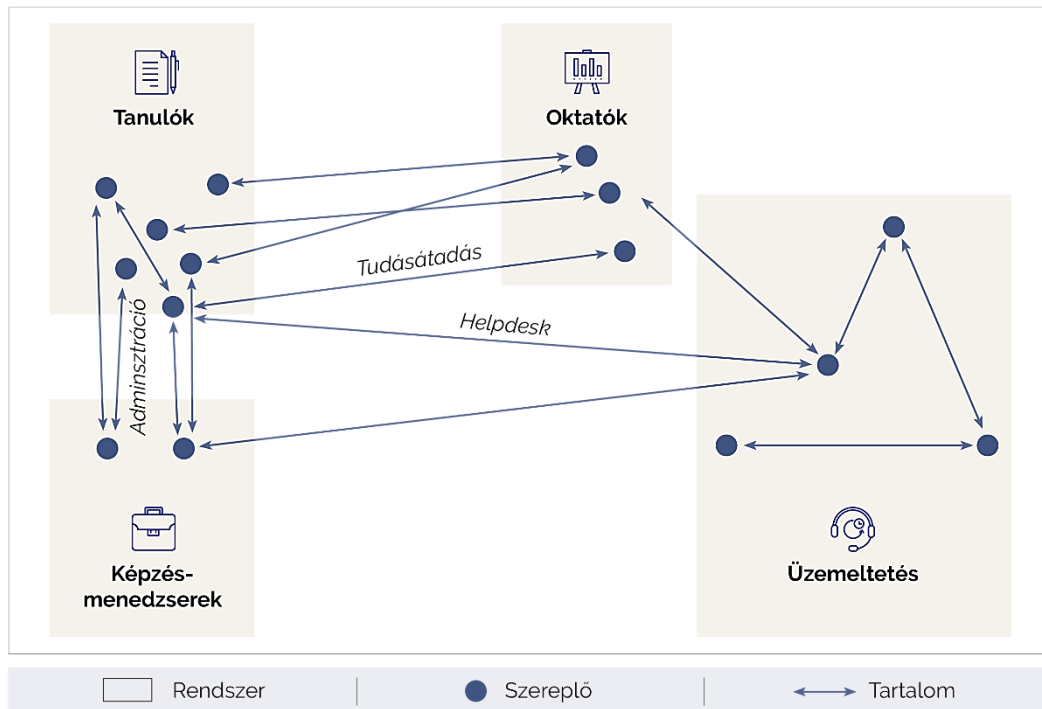 Tanulók
Oktatók
Tudásátadás
Helpdesk
Adminsztráció
Képzés-
menedzserek
Üzemeltetés
Rendszer
Szereplő
Tartalom